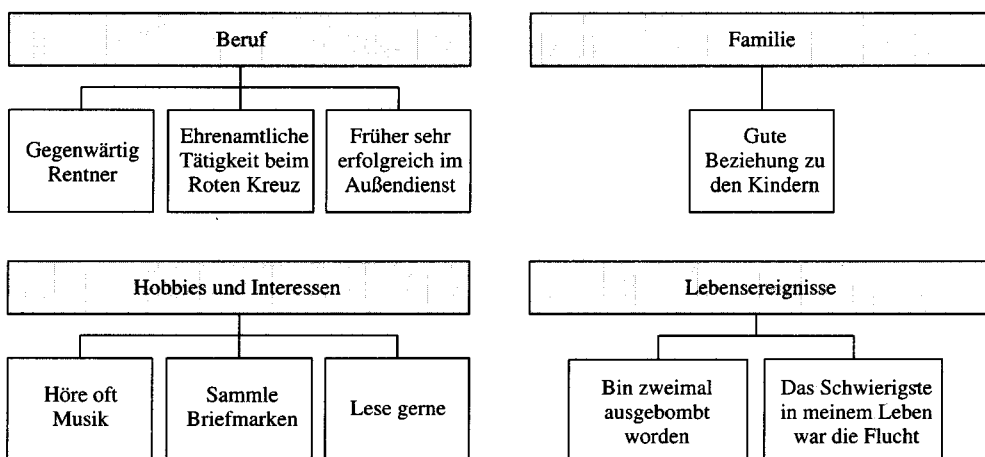 Beruf
Gegenwärtig
Rentner
Ehrenamtliche
Tätigkeit beim
Roten Kreuz
Früher sehr
erfolgreich im
Außendienst
Familie
Gute
Beziehung zu
den Kindern
Hobbies und Interessen
Höre oft
Musik
Sammle
Briefmarken
Lese gerne
Lebensereignisse
Bin zweimal
ausgebombt
worden
Das Schwierigste
in meinem Leben
war die Flucht